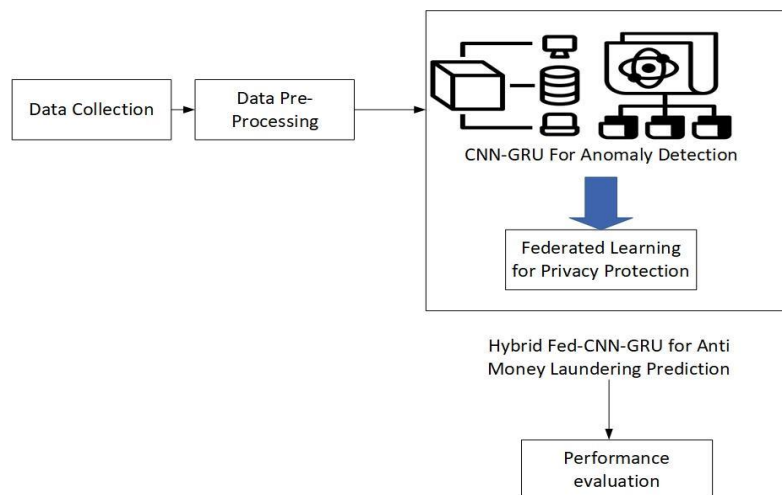 Data Collection
Data Pre-
Processing
CNN-GRU For Anomaly Detection
Federated Learning
for Privacy Protection
Hybrid Fed-CNN-GRU for Anti
Money Laundering Prediction
Performance
evaluation